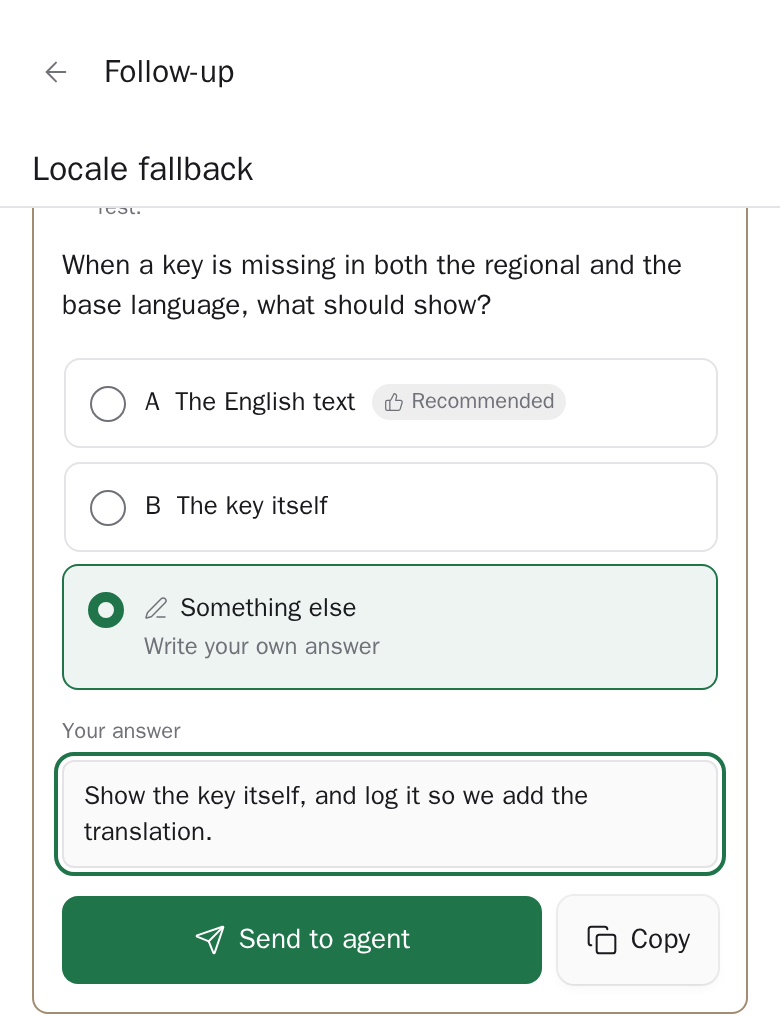 Follow-up
Locale fallback
When a key is missing in both the regional and the
base language, what should show?
A The English text Recommended
B The key itself
Something else
Write your own answer
Your answer
Show the key itself, and log it so we add the
translation.
Send to agent Copy